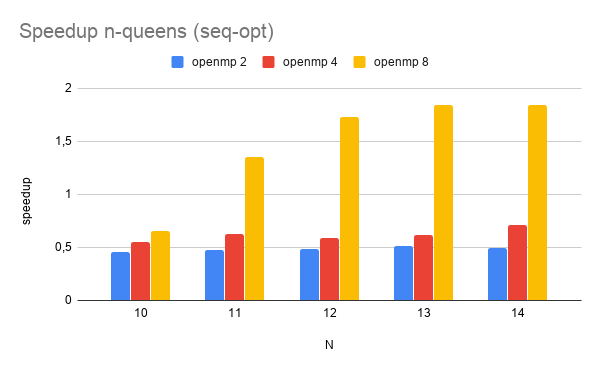 Speedup n-queens (seq-opt)
openmp 2 openmp 4 openmp 8
2
1,5
1
0,5
0
speedup
10 11 12 13 14
N